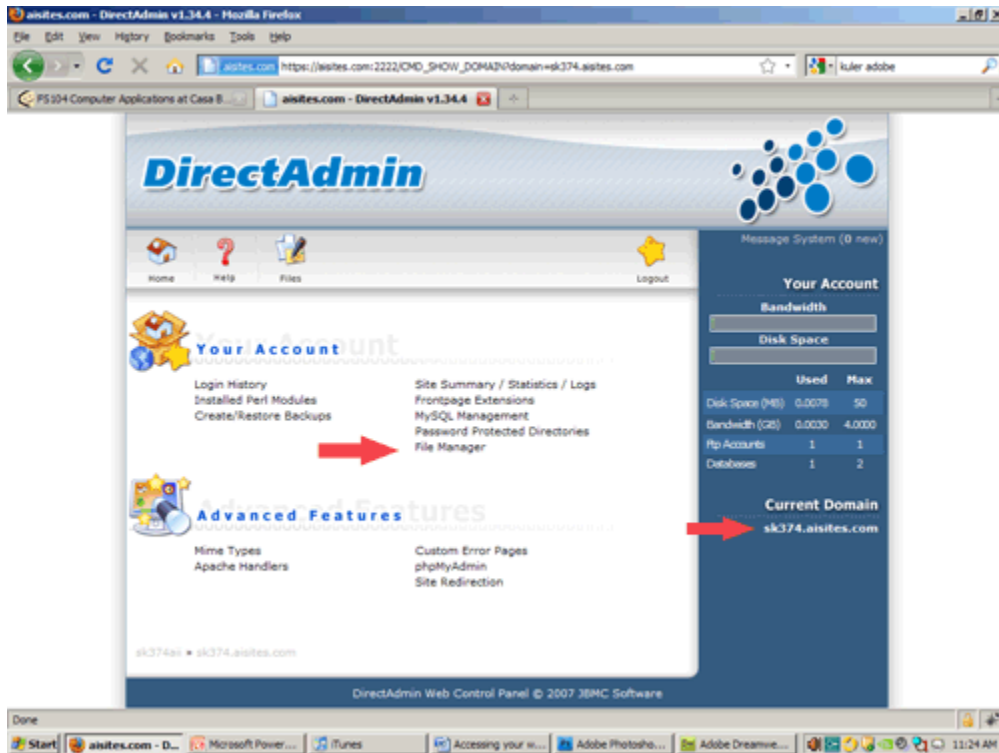 aisites.com - DirectAdmin v1.34.4 - Mozilla Firefox
File Edit View History Bookmarks Tools Help
aisites.com https://aisites.com:2222/CMD_SHOW_DOMAIN?domain=sk374.aisites.com kuler adobe
FS104 Computer Applications at Casa B... aisites.com - DirectAdmin v1.34.4
DirectAdmin
Message System (0 new)
Home Help Files Logout
Your Account
Bandwidth
Disk Space
Used Max
Disk Space (MB) 0.0078 50
Bandwidth (GB) 0.0030 4.0000
Ftp Accounts 1 1
Databases 1 2
Current Domain
sk374.aisites.com
Your Account
Login History
Installed Perl Modules
Create/Restore Backups
Site Summary / Statistics / Logs
Frontpage Extensions
MySQL Management
Password Protected Directories
File Manager
Advanced Features
Mime Types
Apache Handlers
Custom Error Pages
phpMyAdmin
Site Redirection
sk374aii • sk374.aisites.com
DirectAdmin Web Control Panel © 2007 JBMC Software
Done
Start aisites.com - D... Microsoft Power... iTunes Accessing your w... Adobe Photosho... Adobe Dreamwe... 11:24 AM